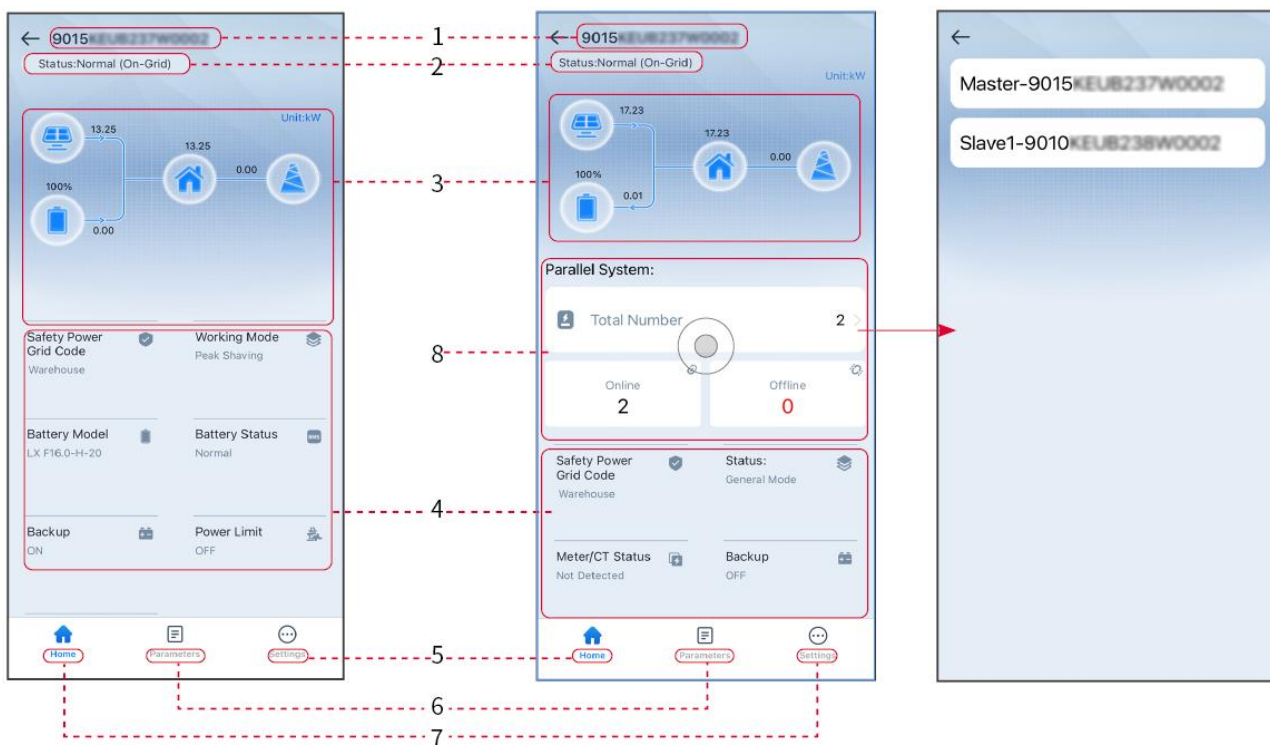 9015
Status:Normal (On-Grid)
Unit:kW
13.25
13.25
0.00
100%
0.00
Safety Power
Grid Code
Warehouse
Working Mode
Peak Shaving
Battery Model
LX F16.0-H-20
Battery Status
Normal
Backup
ON
Power Limit
OFF
Home
Parameters
Settings
1
2
3
8
4
5
6
7
9015
Status:Normal (On-Grid)
Unit:kW
17.23
17.23
0.00
100%
0.01
Parallel System:
Total Number
2
Online
2
Offline
0
Safety Power
Grid Code
Warehouse
Status:
General Mode
Meter/CT Status
Not Detected
Backup
OFF
Home
Parameters
Settings
Master-9015
Slave1-9010